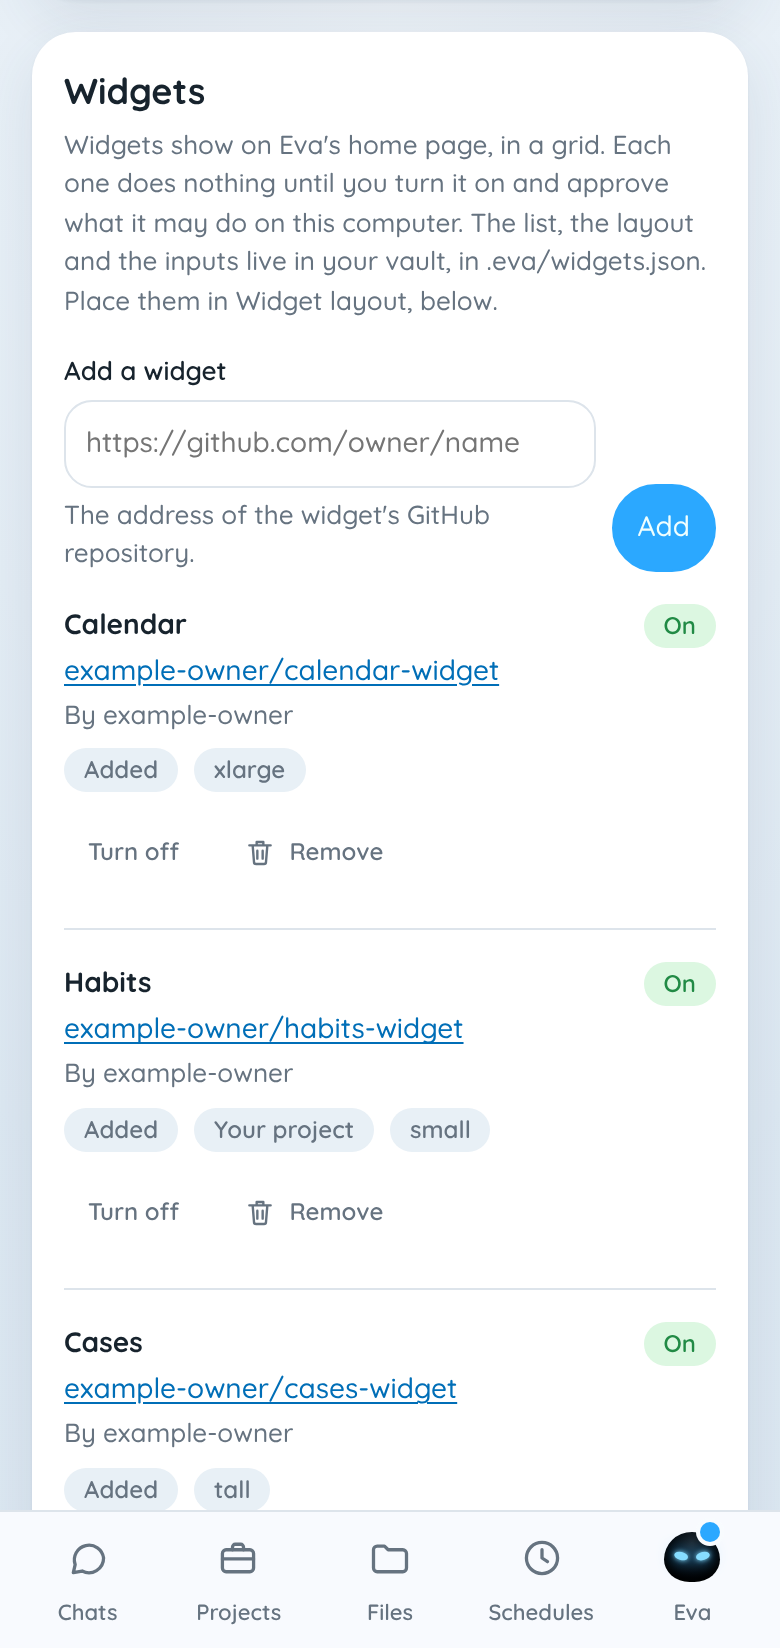 Widgets
Widgets show on Eva's home page, in a grid. Each
one does nothing until you turn it on and approve
what it may do on this computer. The list, the layout
and the inputs live in your vault, in .eva/widgets.json.
Place them in Widget layout, below.
Add a widget
https://github.com/owner/name
The address of the widget's GitHub
repository.
Add
Calendar
On
example-owner/calendar-widget
By example-owner
Added
xlarge
Turn off
Remove
Habits
On
example-owner/habits-widget
By example-owner
Added
Your project
small
Turn off
Remove
Cases
On
example-owner/cases-widget
By example-owner
Added
tall
Chats
Projects
Files
Schedules
Eva